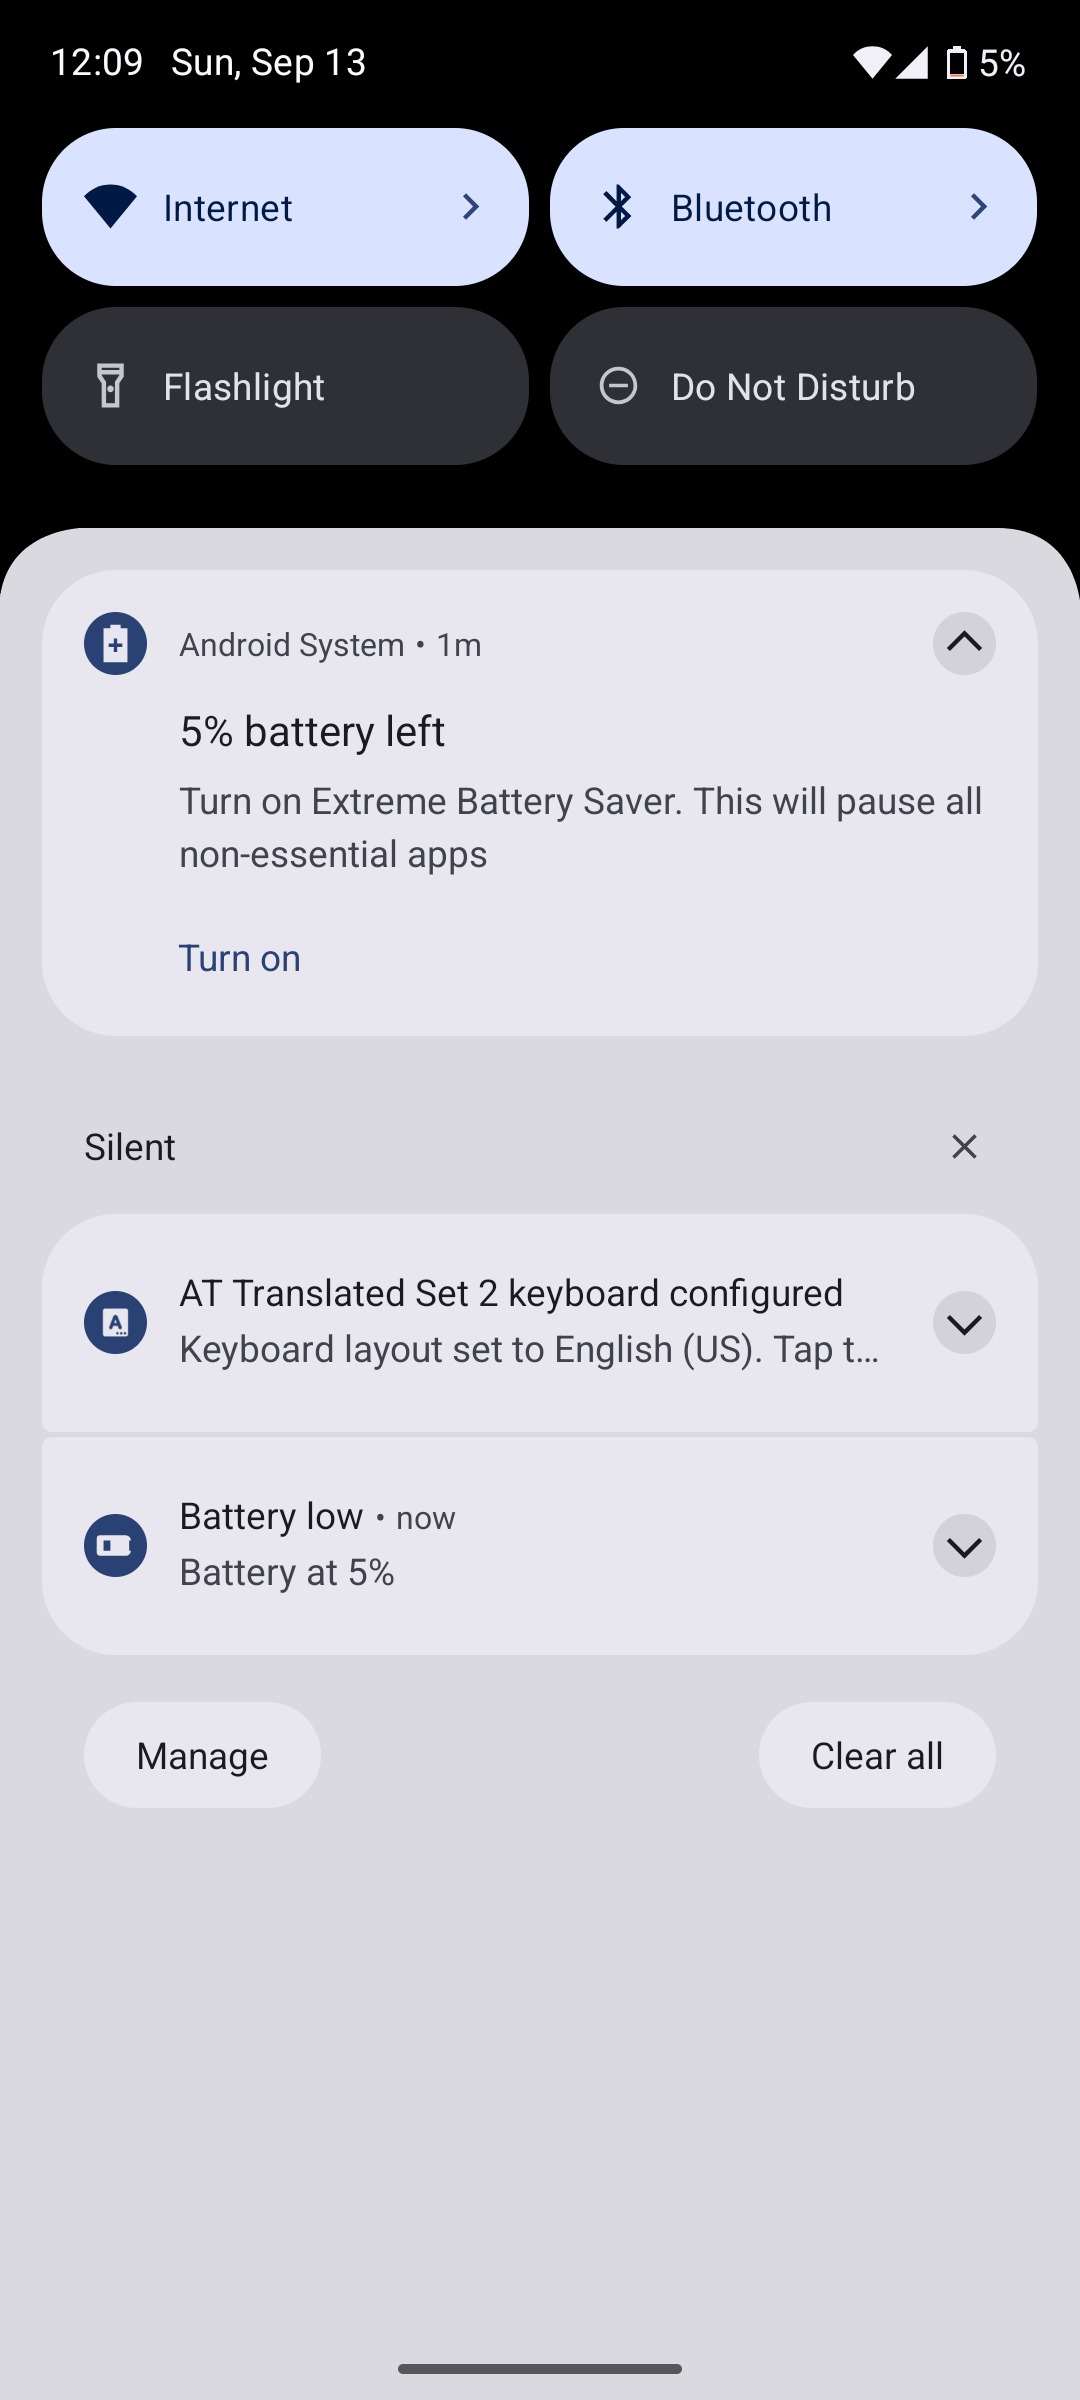 12:09 Sun, Sep 13 5%
Internet
Bluetooth
Flashlight
Do Not Disturb
Android System • 1m
5% battery left
Turn on Extreme Battery Saver. This will pause all
non-essential apps
Turn on
Silent
AT Translated Set 2 keyboard configured
Keyboard layout set to English (US). Tap t…
Battery low • now
Battery at 5%
Manage
Clear all